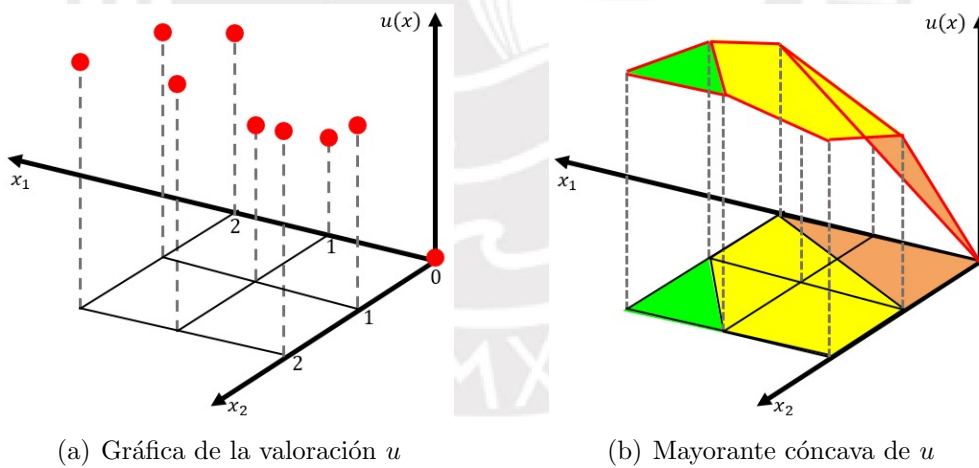 u(x)
x₁
2
1
0
1
2
x₂
(a) Gráfica de la valoración u
u(x)
x₁
x₂
(b) Mayorante cóncava de u